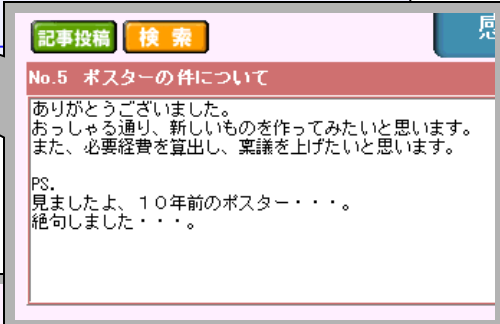 記事投稿 検 索
No.5 ポスターの件について
ありがとうございました。
おっしゃる通り、新しいものを作ってみたいと思います。
また、必要経費を算出し、稟議を上げたいと思います。
PS.
見ましたよ、１０年前のポスター・・・。
絶句しました・・・。